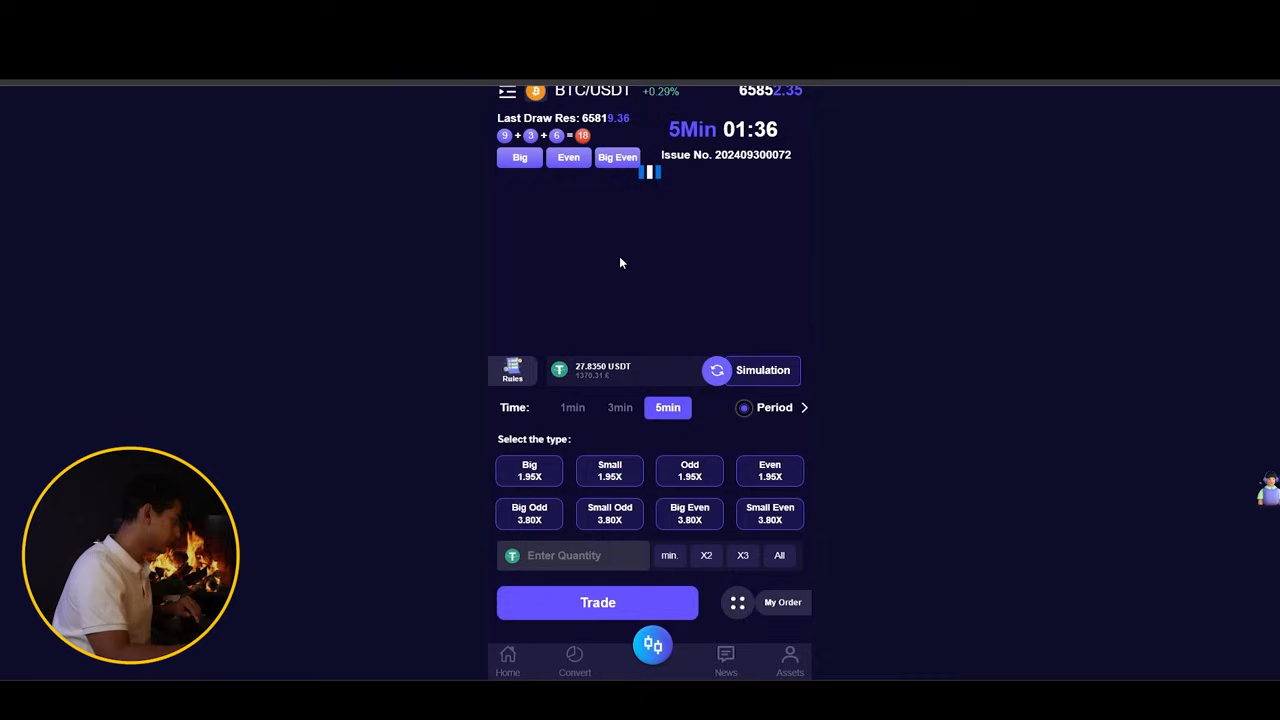 BTC/USDT +0.29% 65852.35
Last Draw Res: 65819.36
5Min 01:36
9 + 3 + 6 = 18
Big Even Big Even
Issue No. 202409300072
Rules
27.8350 USDT
1370.31 £
Simulation
Time: 1min 3min 5min Period
Select the type:
Big Small Odd Even
1.95X 1.95X 1.95X 1.95X
Big Odd Small Odd Big Even Small Even
3.80X 3.80X 3.80X 3.80X
Enter Quantity min. X2 X3 All
Trade My Order
Home Convert News Assets